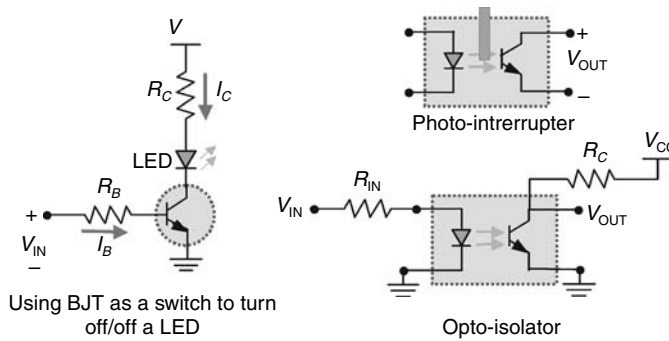 V
R_C
I_C
LED
R_B
+
V_IN
−
I_B
Using BJT as a switch to turn
off/off a LED
+
V_OUT
−
Photo-intrerrupter
V_CC
R_C
R_IN
V_IN
V_OUT
Opto-isolator